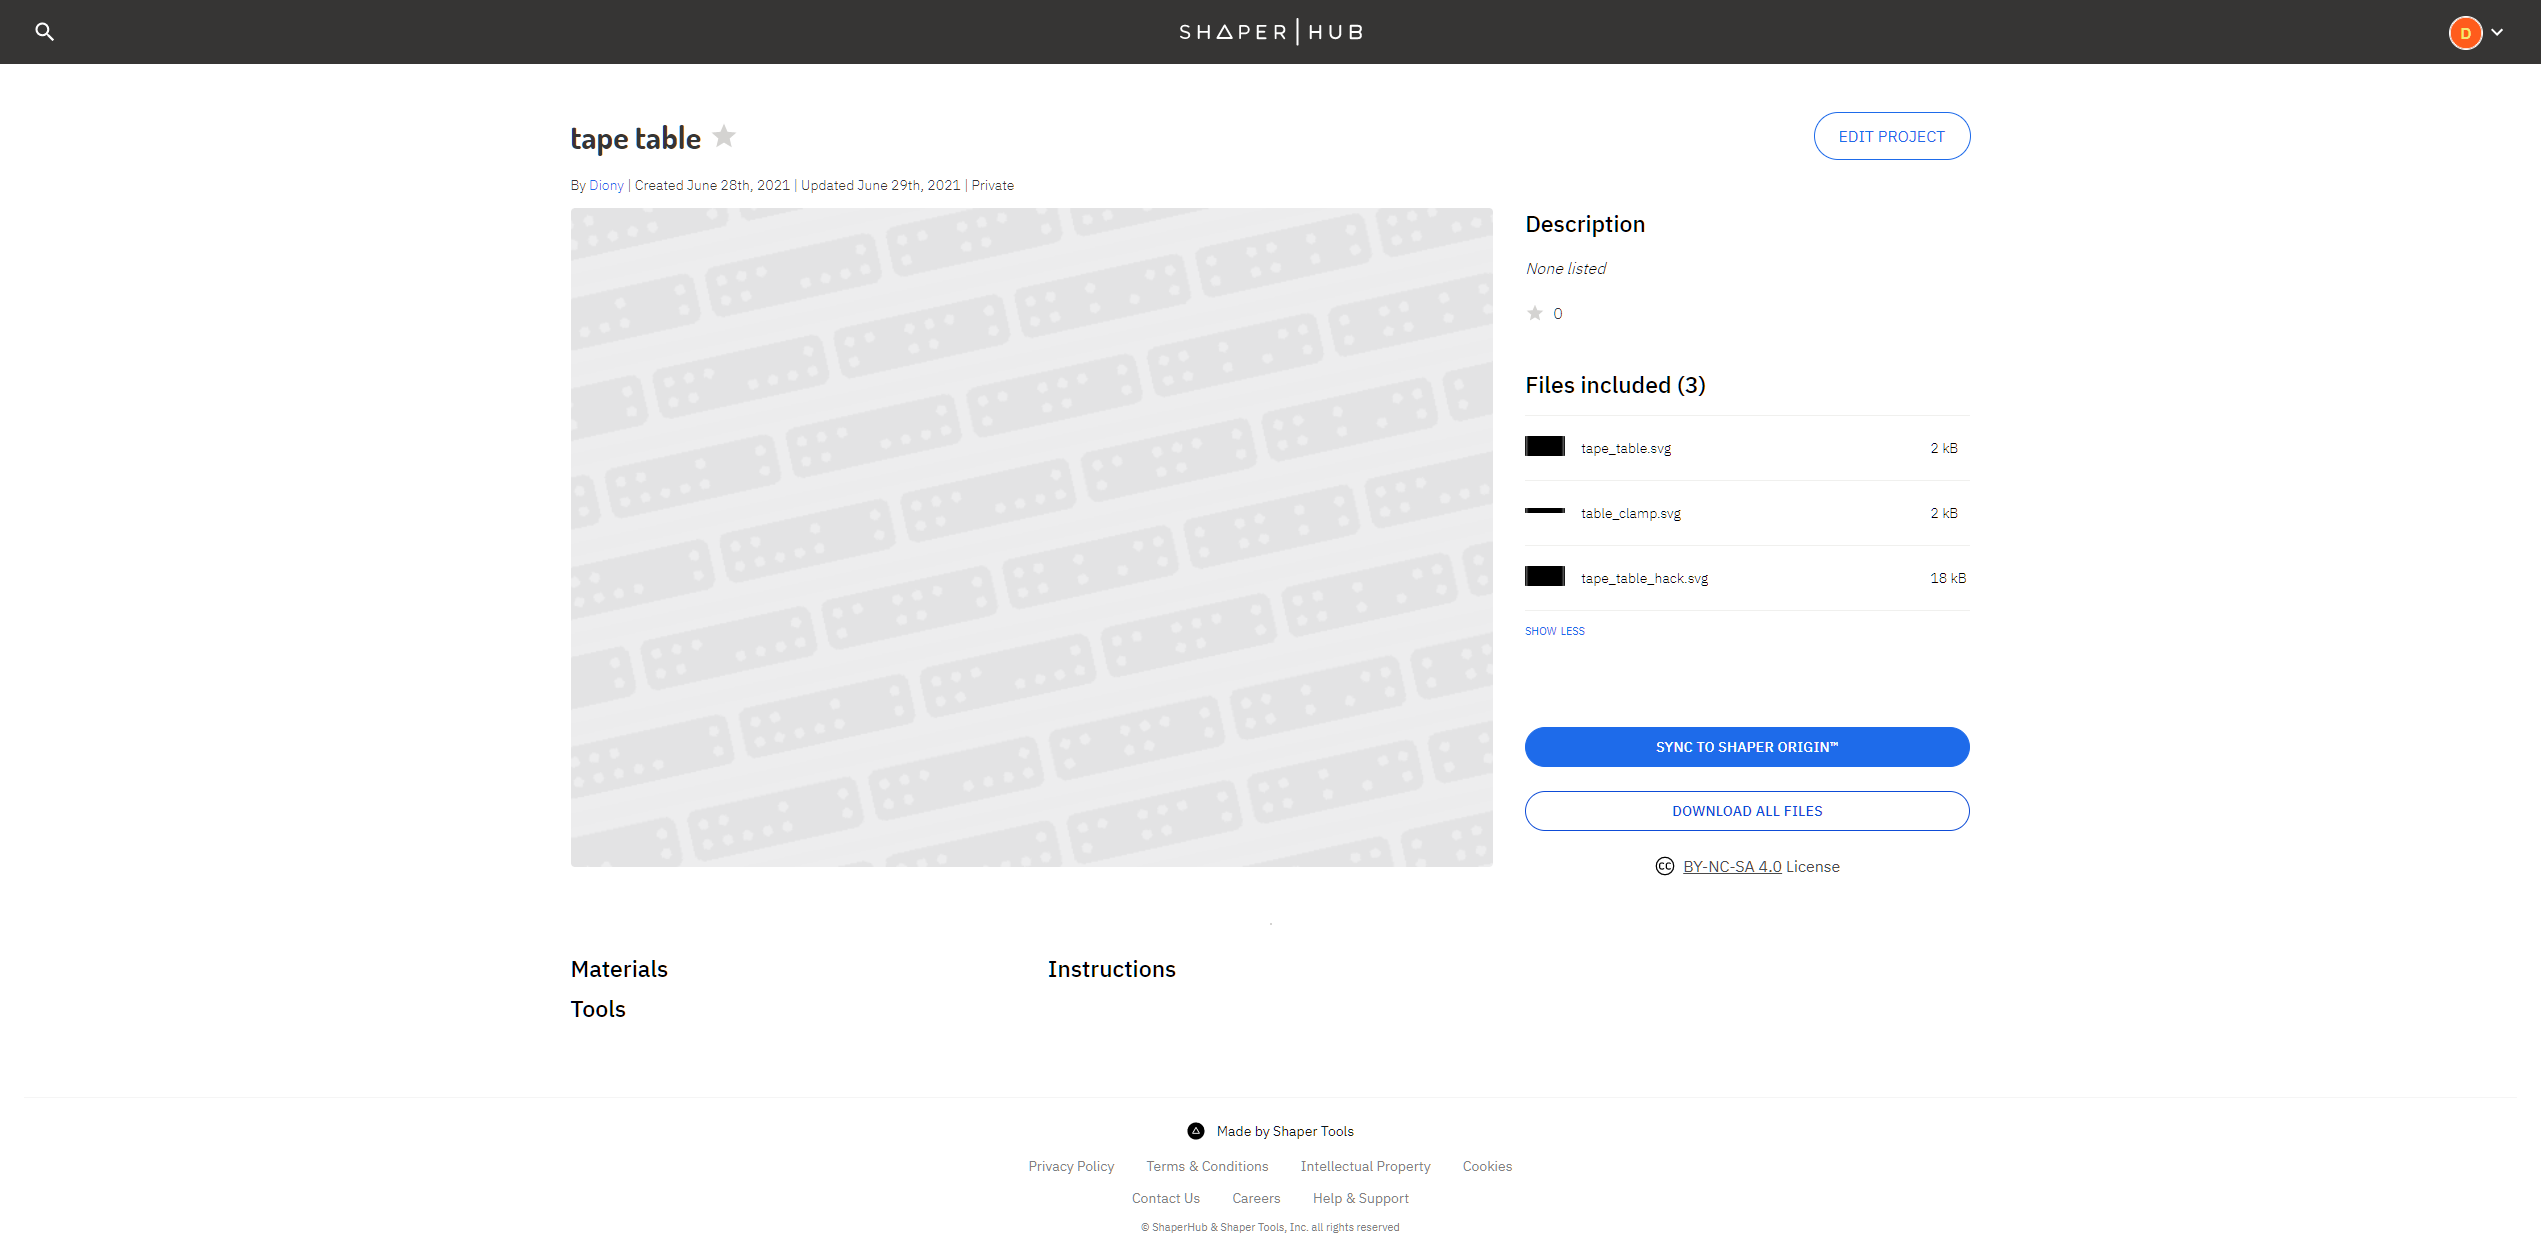 SHAPER|HUB
D
tape table
EDIT PROJECT
By Diony | Created June 28th, 2021 | Updated June 29th, 2021 | Private
Description
None listed
0
Files included (3)
tape_table.svg 2 kB
table_clamp.svg 2 kB
tape_table_hack.svg 18 kB
SHOW LESS
SYNC TO SHAPER ORIGIN™
DOWNLOAD ALL FILES
cc BY-NC-SA 4.0 License
Materials
Instructions
Tools
Made by Shaper Tools
Privacy Policy Terms & Conditions Intellectual Property Cookies
Contact Us Careers Help & Support
© ShaperHub & Shaper Tools, Inc. all rights reserved